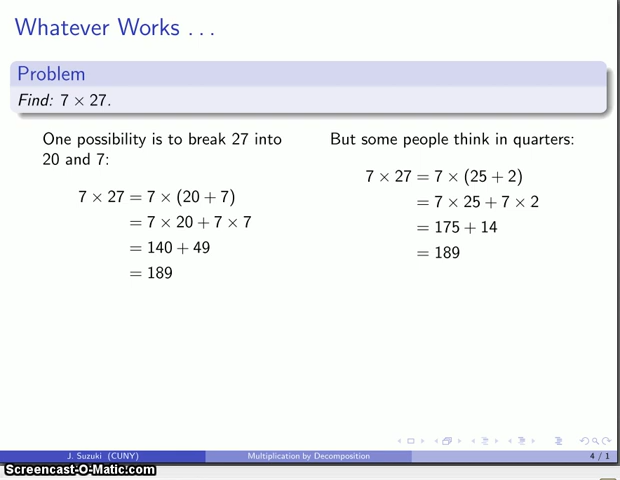 Whatever Works . . .
Problem
Find: 7 × 27.
One possibility is to break 27 into
20 and 7:
7 × 27 = 7 × (20 + 7)
= 7 × 20 + 7 × 7
= 140 + 49
= 189
But some people think in quarters:
7 × 27 = 7 × (25 + 2)
= 7 × 25 + 7 × 2
= 175 + 14
= 189
J. Suzuki (CUNY)
Multiplication by Decomposition
4 / 1
Screencast-O-Matic.com